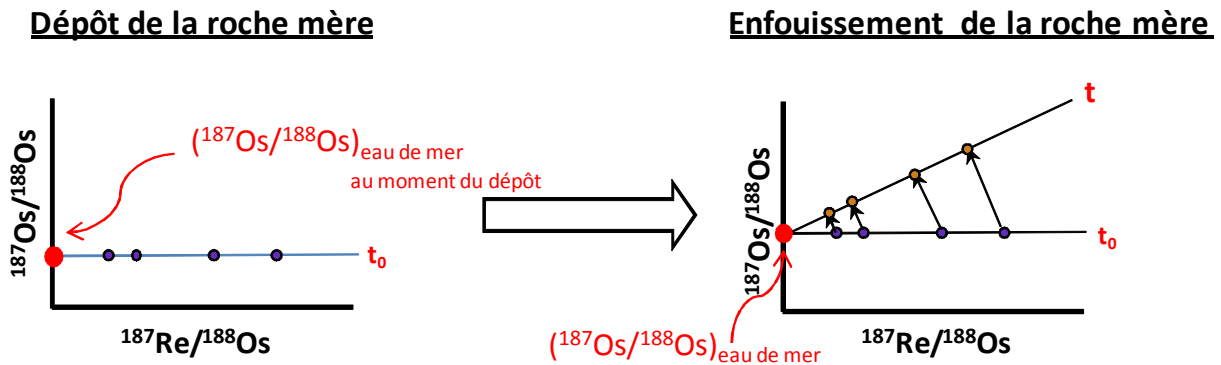 Dépôt de la roche mère
¹⁸⁷Os/¹⁸⁸Os
(¹⁸⁷Os/¹⁸⁸Os)eau de mer
au moment du dépôt
t₀
¹⁸⁷Re/¹⁸⁸Os
Enfouissement de la roche mère
¹⁸⁷Os/¹⁸⁸Os
t
t₀
¹⁸⁷Re/¹⁸⁸Os
(¹⁸⁷Os/¹⁸⁸Os)eau de mer